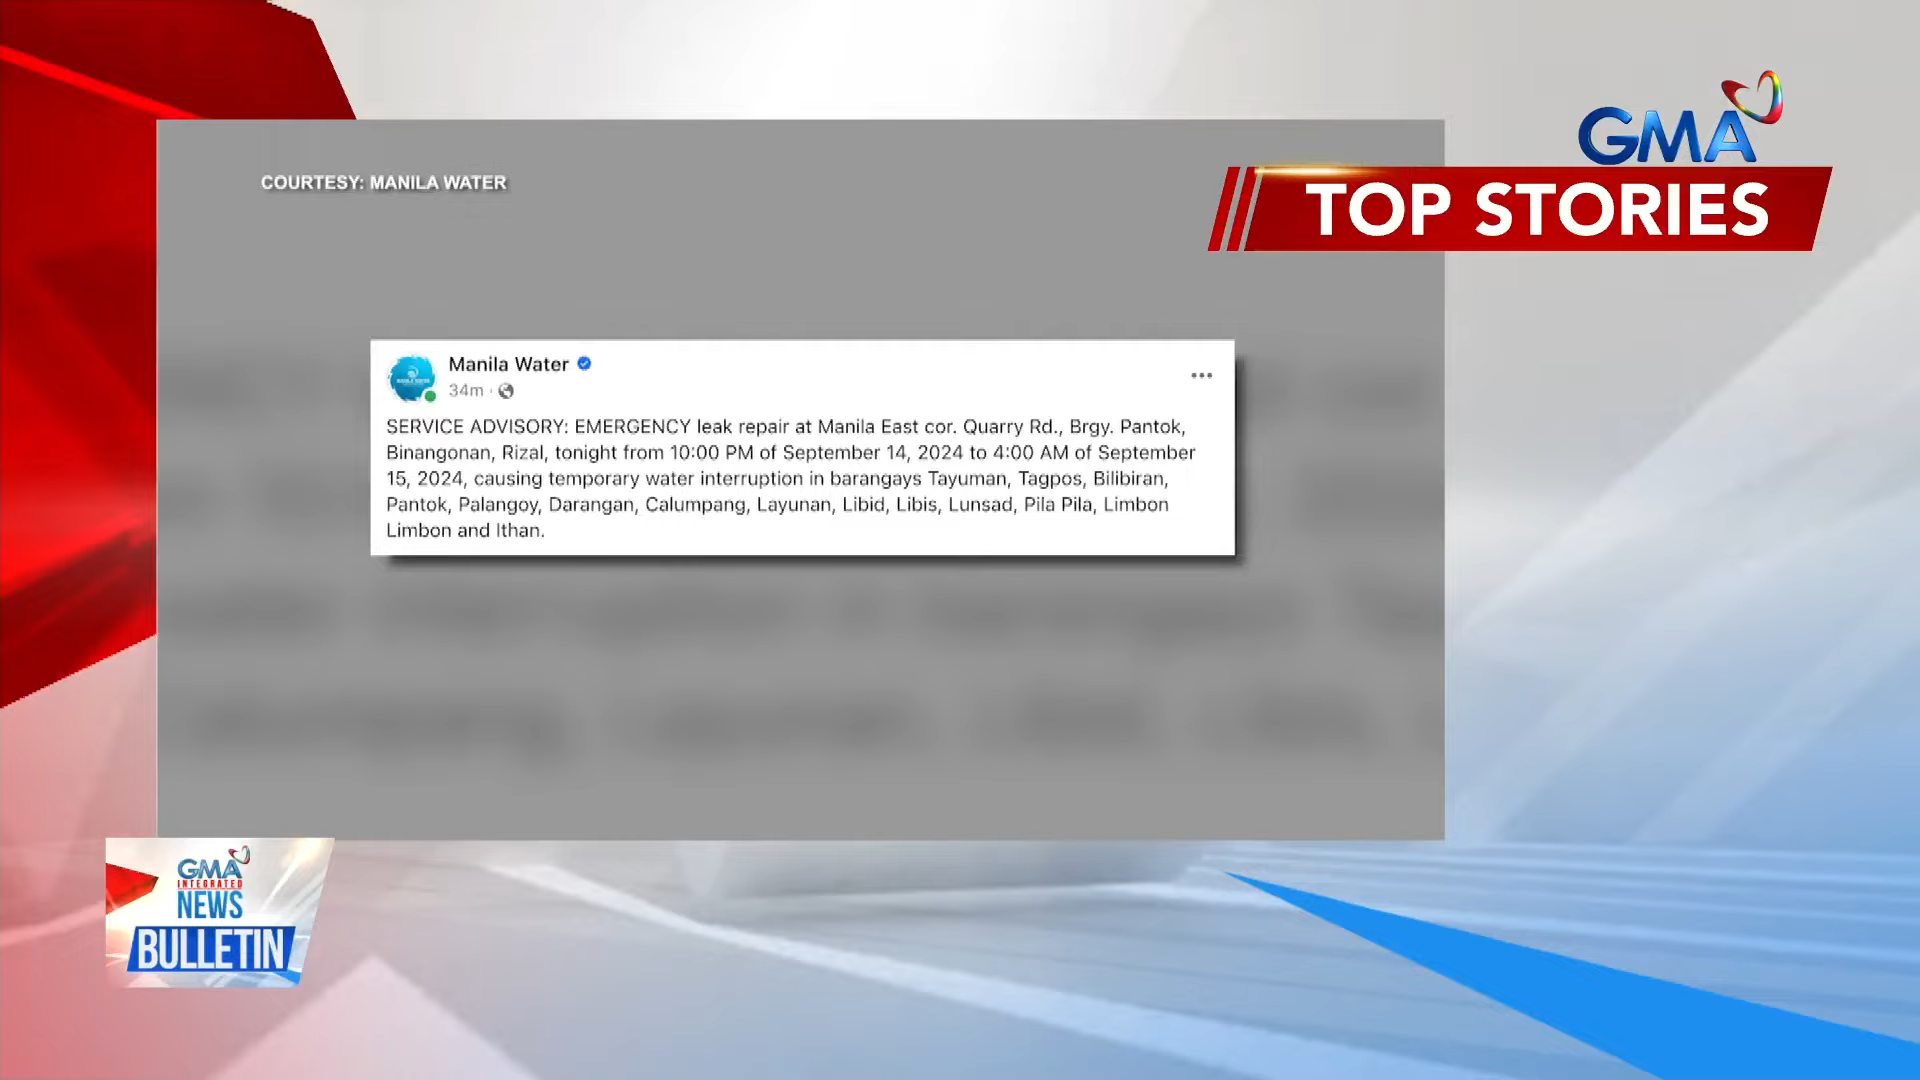 GMA
TOP STORIES
COURTESY: MANILA WATER
Manila Water
34m ·
SERVICE ADVISORY: EMERGENCY leak repair at Manila East cor. Quarry Rd., Brgy. Pantok,
Binangonan, Rizal, tonight from 10:00 PM of September 14, 2024 to 4:00 AM of September
15, 2024, causing temporary water interruption in barangays Tayuman, Tagpos, Bilibiran,
Pantok, Palangoy, Darangan, Calumpang, Layunan, Libid, Libis, Lunsad, Pila Pila, Limbon
Limbon and Ithan.
GMA
INTEGRATED
NEWS
BULLETIN